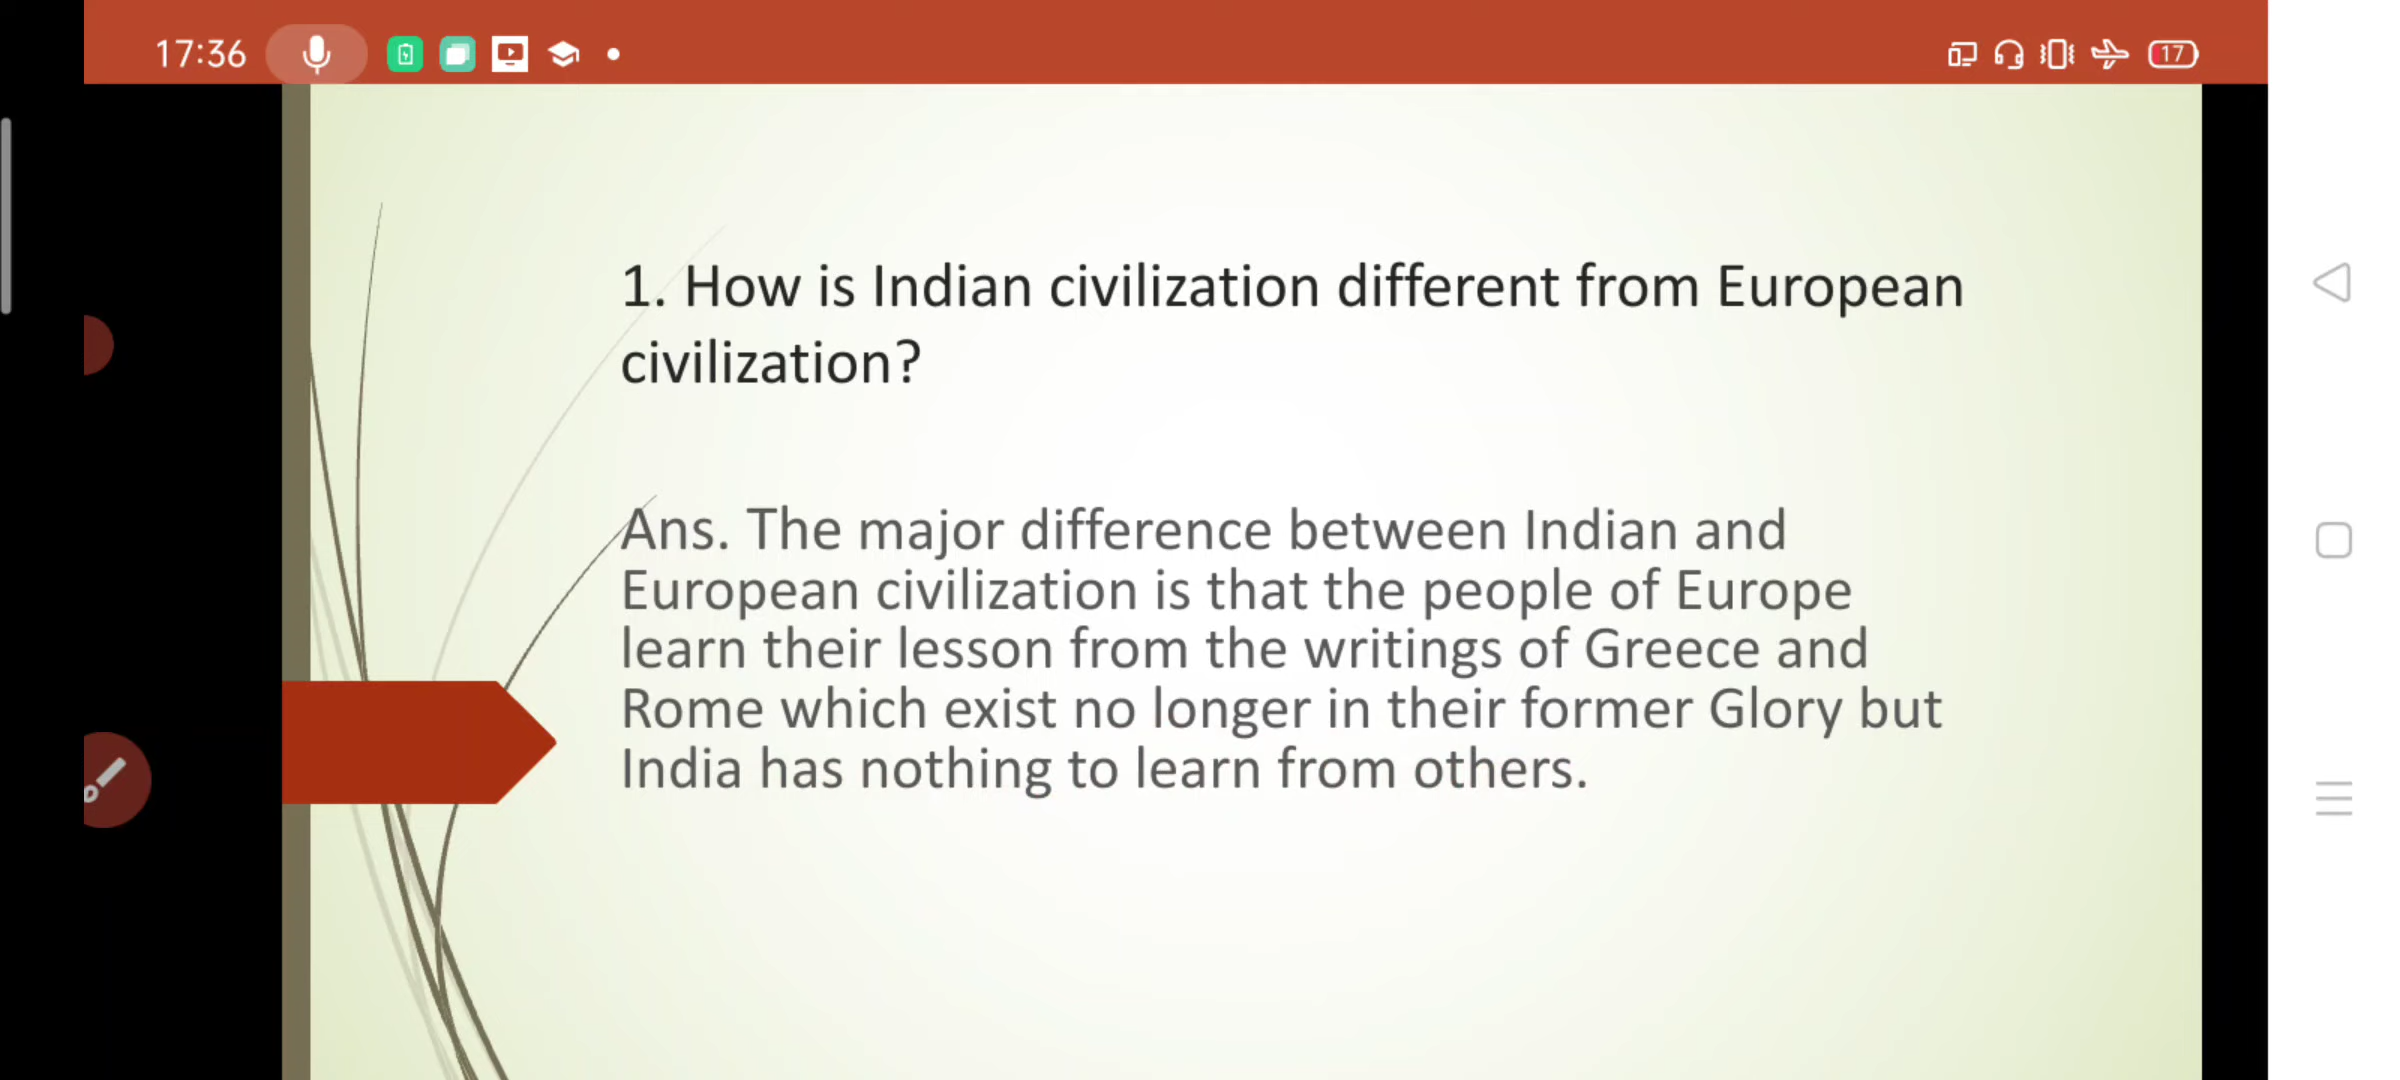 17:36
17
1. How is Indian civilization different from European
civilization?
Ans. The major difference between Indian and
European civilization is that the people of Europe
learn their lesson from the writings of Greece and
Rome which exist no longer in their former Glory but
India has nothing to learn from others.